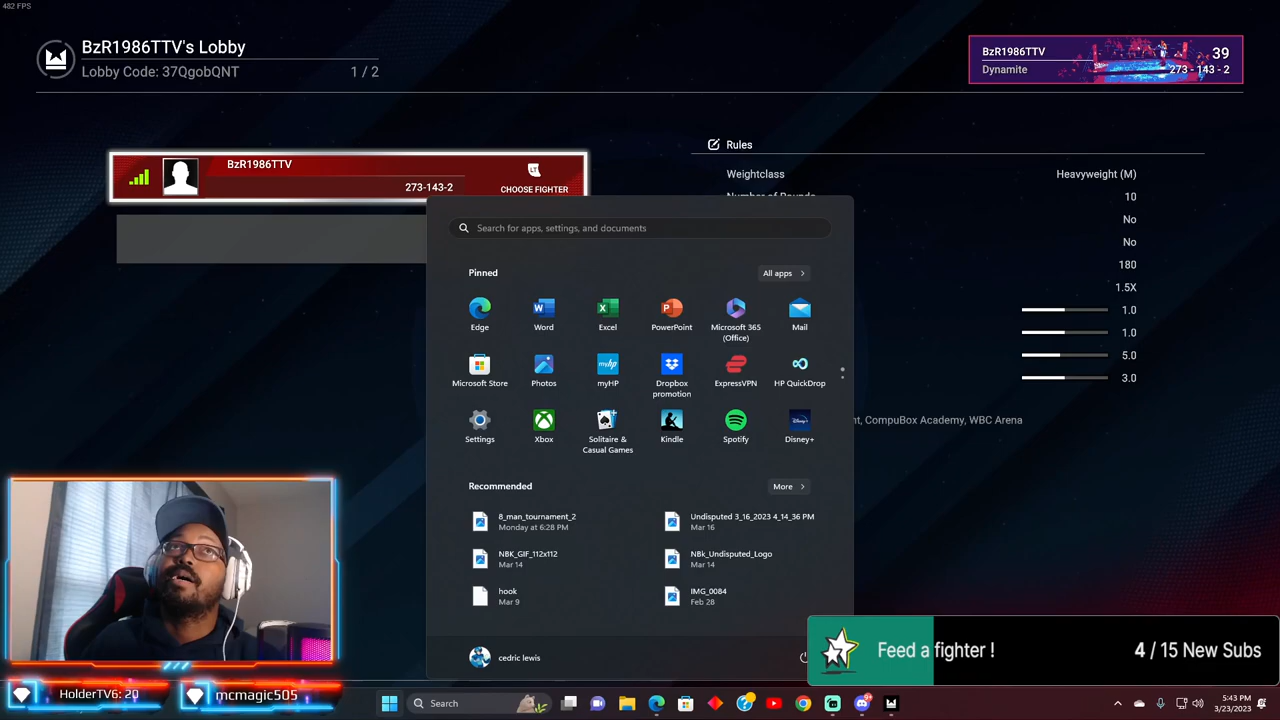 482 FPS
BzR1986TTV's Lobby
Lobby Code: 37QgobQNT
1 / 2
BzR1986TTV
39
Dynamite
273 - 143 - 2
BzR1986TTV
273-143-2
LT
CHOOSE FIGHTER
Rules
Weightclass
Heavyweight (M)
10
No
No
180
1.5X
1.0
1.0
5.0
3.0
CompuBox Academy, WBC Arena
Search for apps, settings, and documents
Pinned
All apps
Edge
Word
Excel
PowerPoint
Microsoft 365
(Office)
Mail
Microsoft Store
Photos
myHP
Dropbox
promotion
ExpressVPN
HP QuickDrop
Settings
Xbox
Solitaire &
Casual Games
Kindle
Spotify
Disney+
Recommended
More
8_man_tournament_2
Monday at 6:28 PM
Undisputed 3_16_2023 4_14_36 PM
Mar 16
NBK_GIF_112x112
Mar 14
NBk_Undisputed_Logo
Mar 14
hook
Mar 9
IMG_0084
Feb 28
cedric lewis
Feed a fighter !
4 / 15 New Subs
HolderTV6: 20
mcmagic505
Search
5:43 PM
3/23/2023